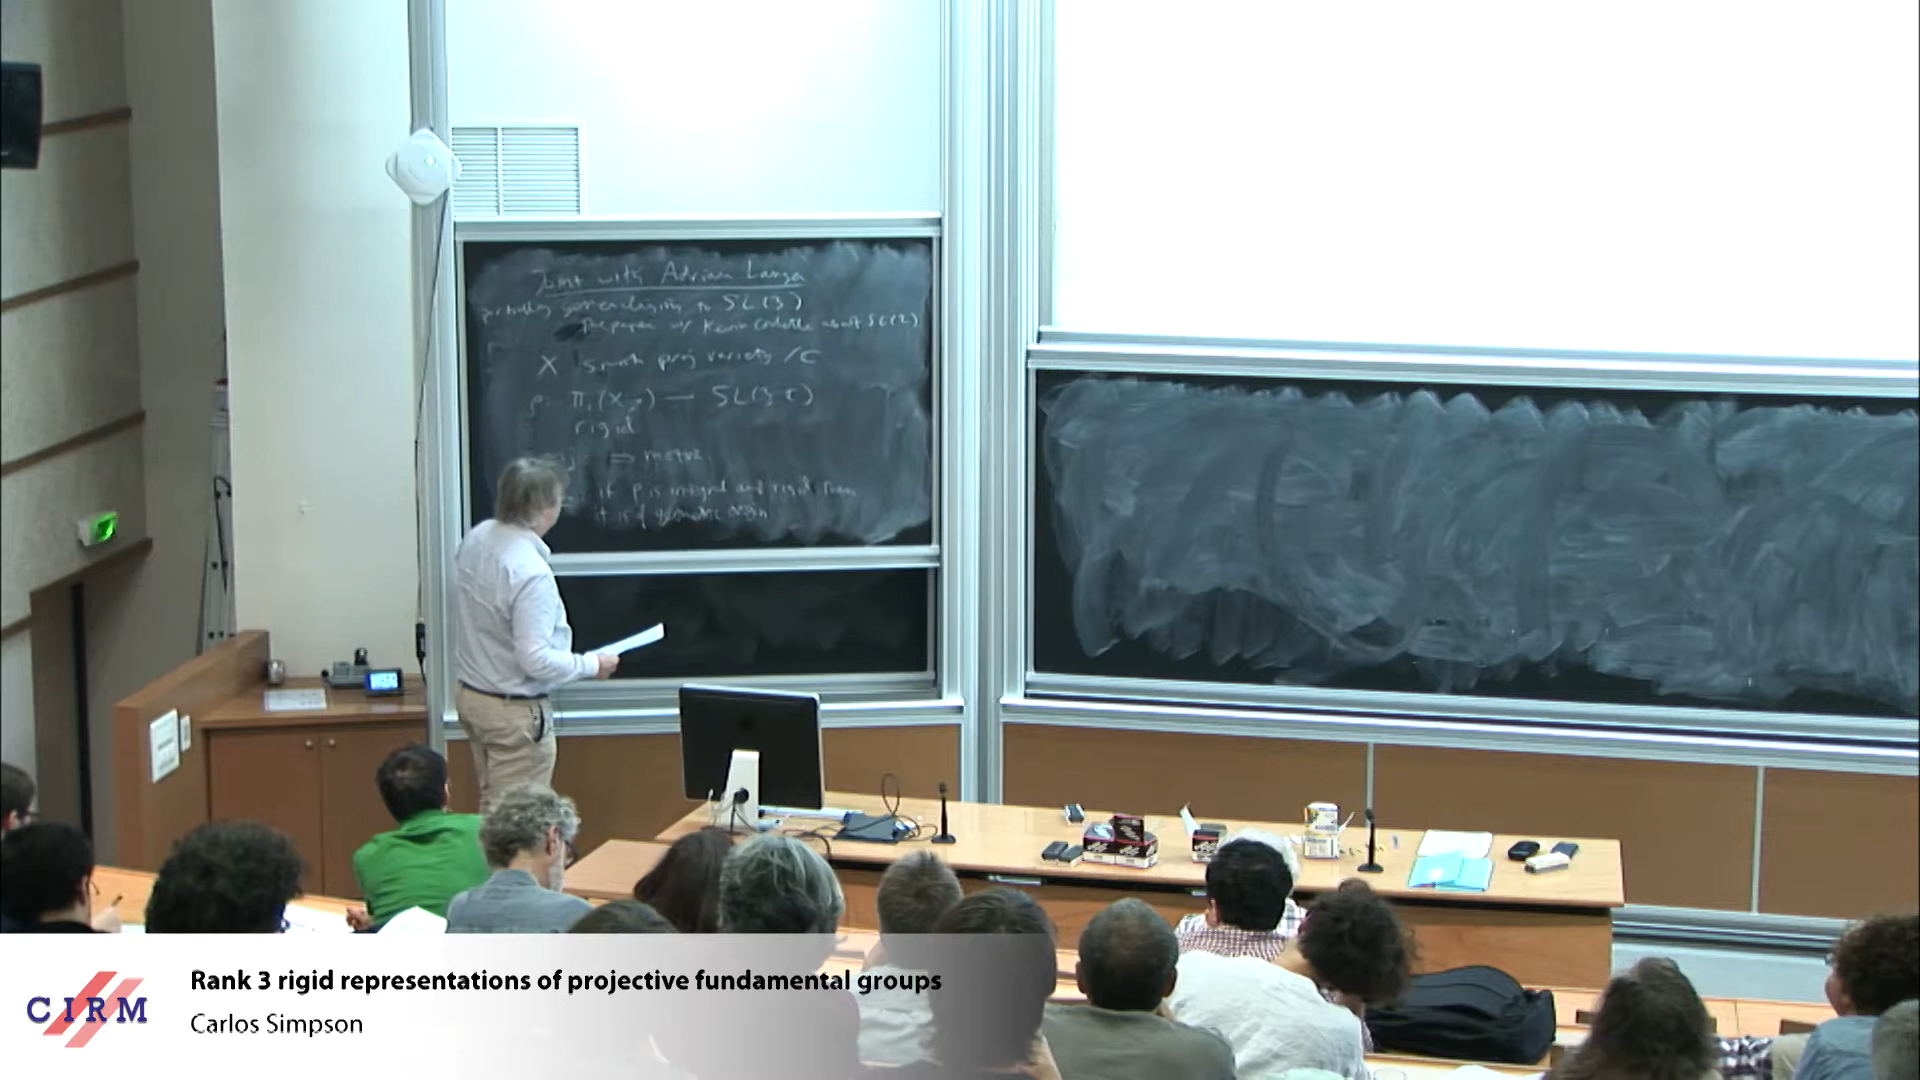 Joint with Adrian Langer
partially generalizing to SL(3)
the paper w/ Kevin Corlette about SL(2)
X smooth proj variety /C
ρ: π₁(X,x) → SL(3,C)
rigid
conj: ⇒ motivic
: if ρ is integral and rigid then
it is of geometric origin
CIRM
Rank 3 rigid representations of projective fundamental groups
Carlos Simpson